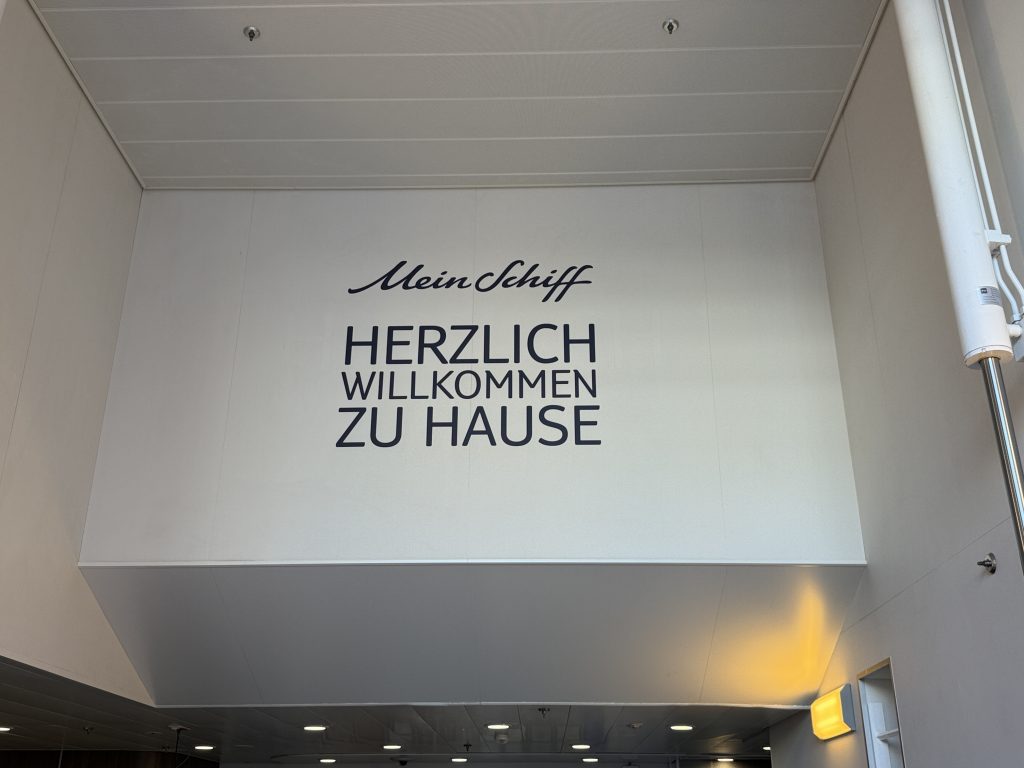 Mein Schiff
HERZLICH
WILLKOMMEN
ZU HAUSE